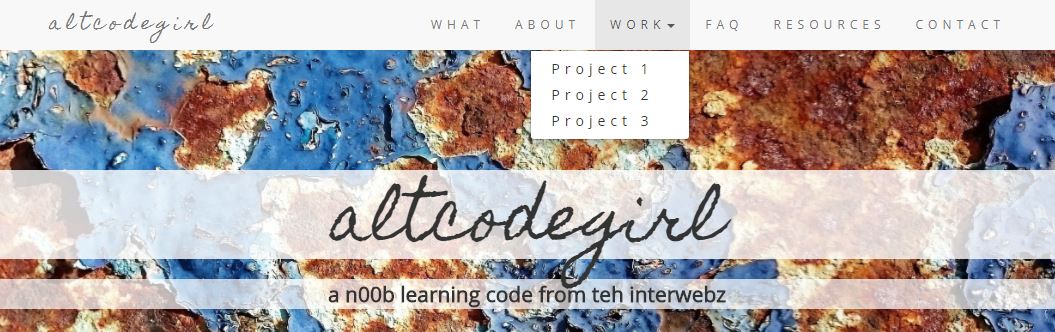 altcodegirl WHAT ABOUT WORK FAQ RESOURCES CONTACT
Project 1
Project 2
Project 3
altcodegirl
a n00b learning code from teh interwebz